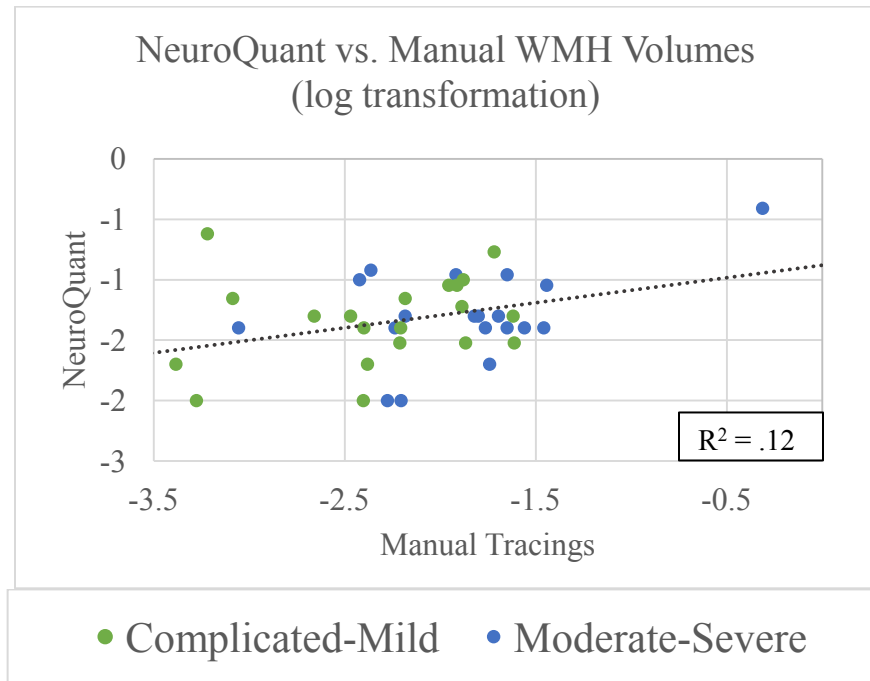 NeuroQuant vs. Manual WMH Volumes
(log transformation)
0
-1
-1
-2
-2
-3
NeuroQuant
R² = .12
-3.5 -2.5 -1.5 -0.5
Manual Tracings
Complicated-Mild Moderate-Severe